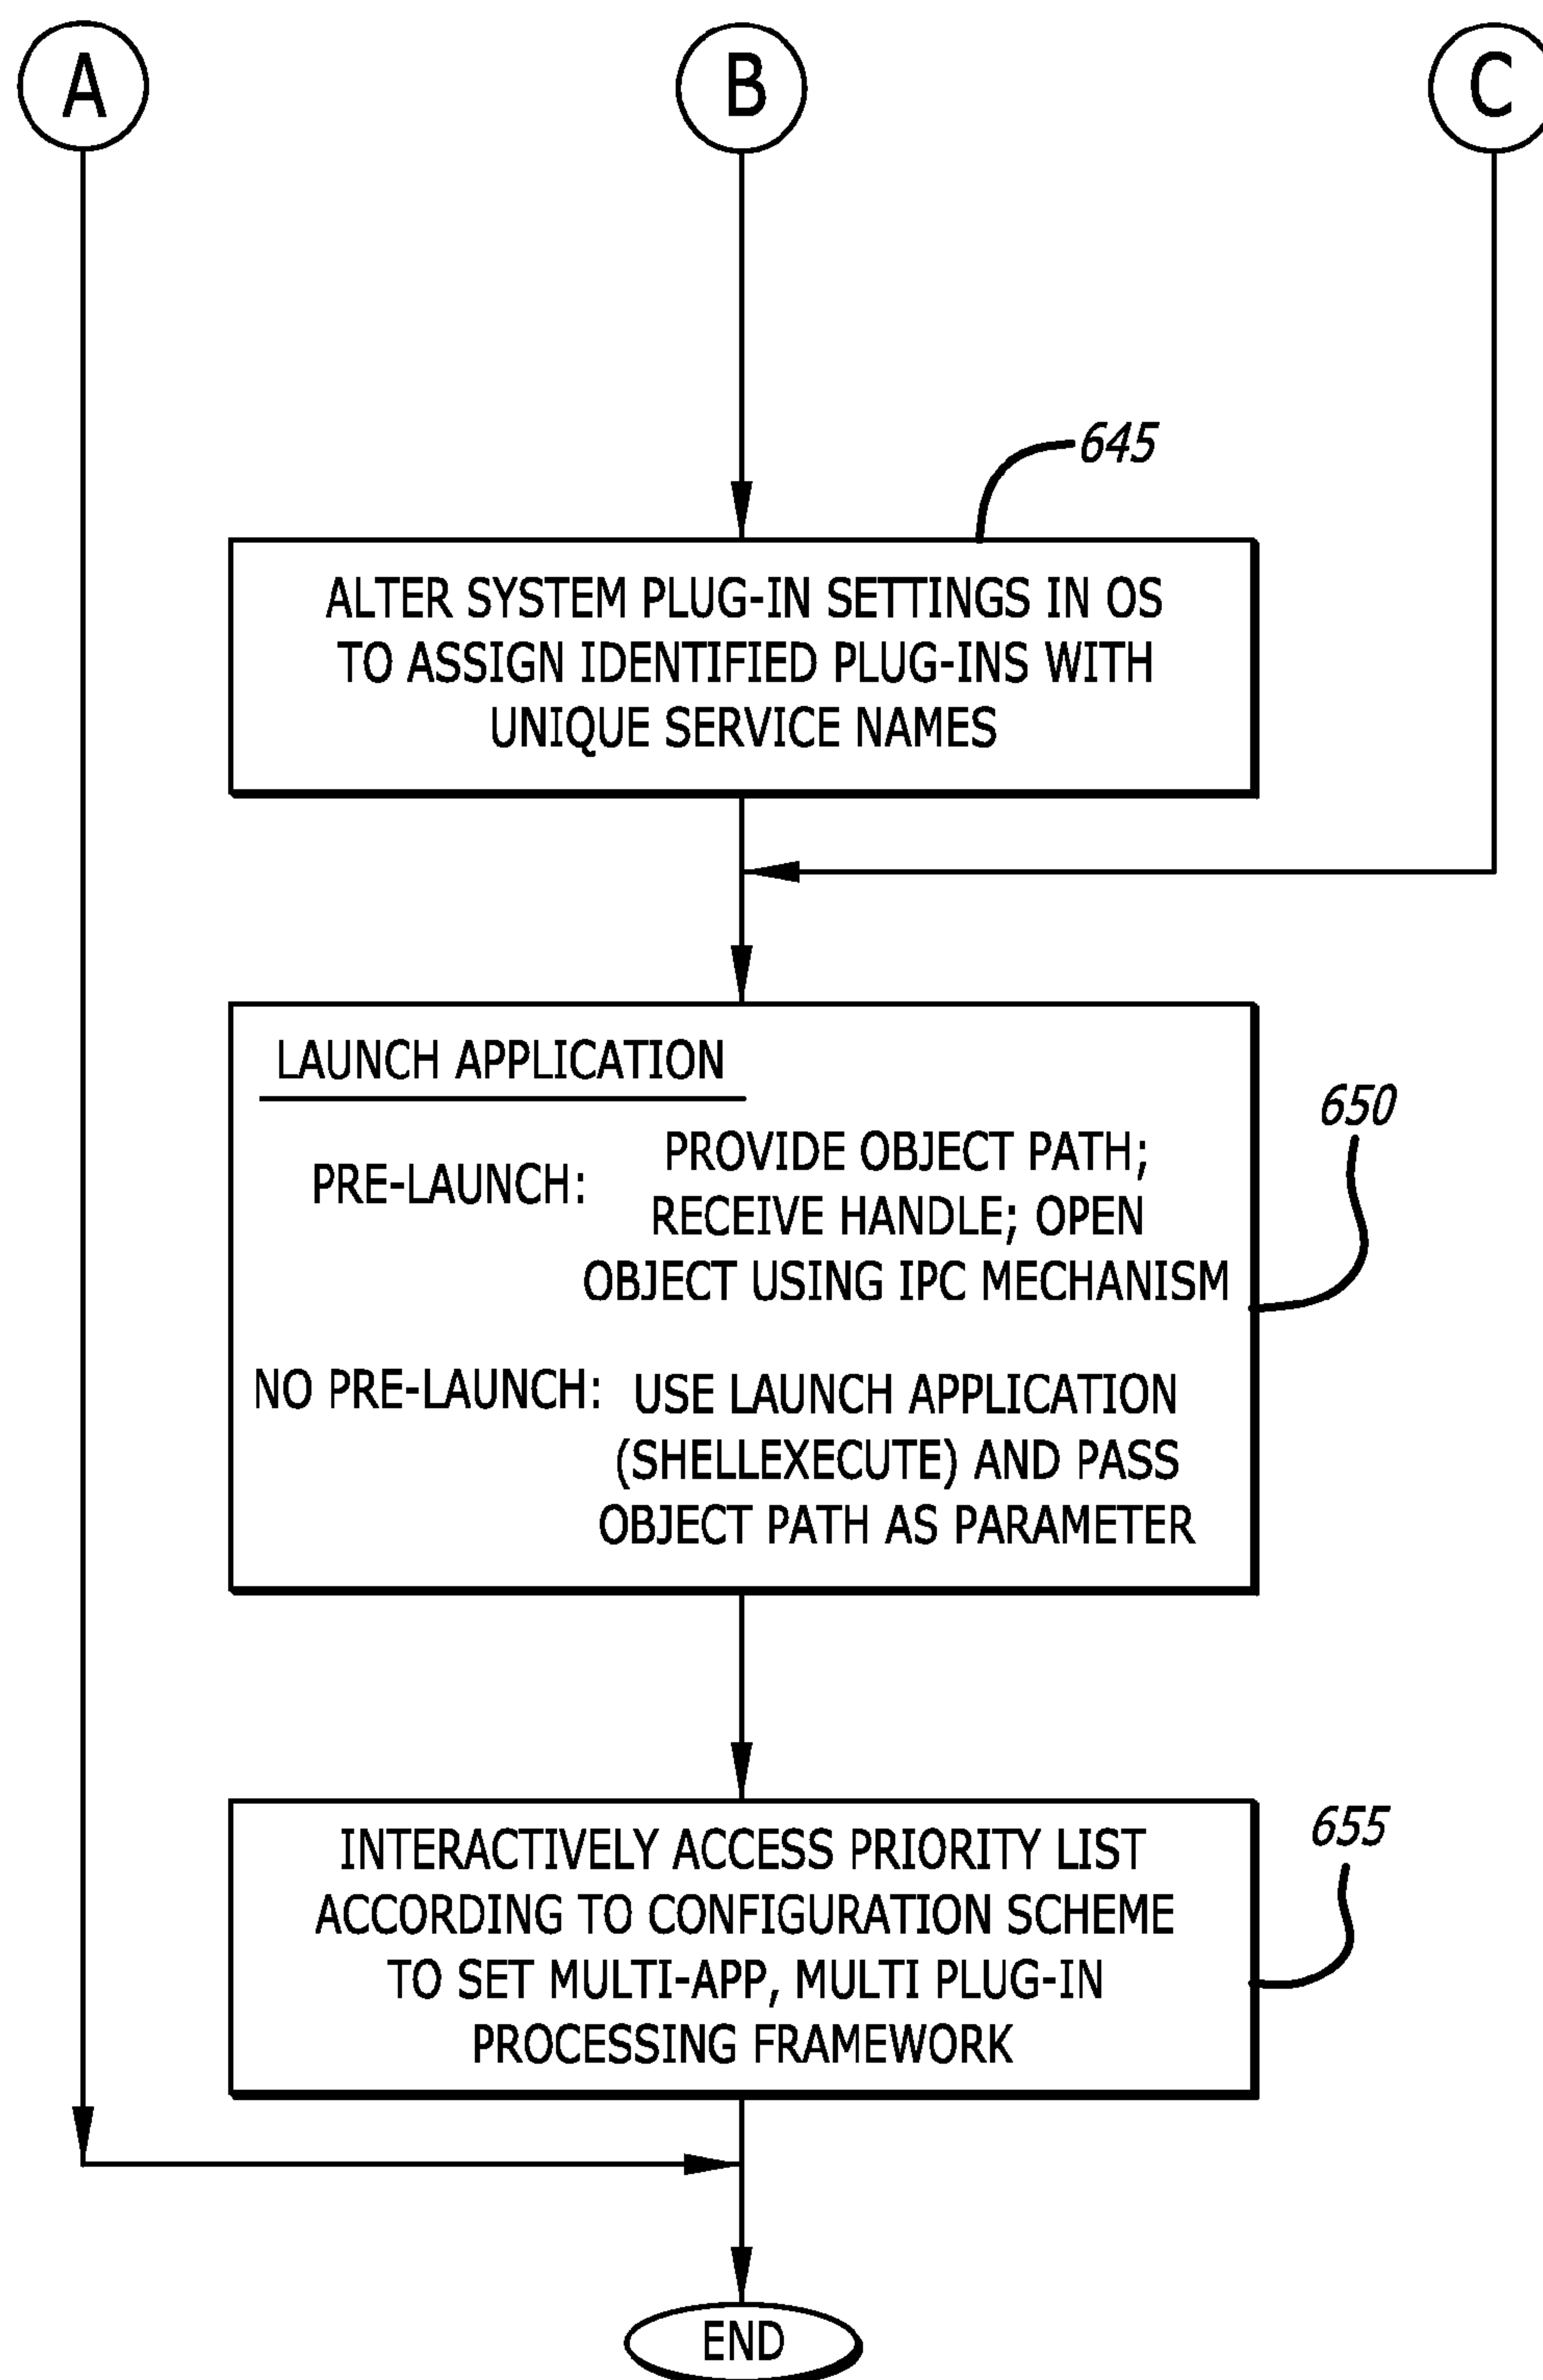 A
B
C
645
ALTER SYSTEM PLUG-IN SETTINGS IN OS
TO ASSIGN IDENTIFIED PLUG-INS WITH
UNIQUE SERVICE NAMES
LAUNCH APPLICATION
650
PRE-LAUNCH:
PROVIDE OBJECT PATH;
RECEIVE HANDLE; OPEN
OBJECT USING IPC MECHANISM
NO PRE-LAUNCH:
USE LAUNCH APPLICATION
(SHELLEXECUTE) AND PASS
OBJECT PATH AS PARAMETER
655
INTERACTIVELY ACCESS PRIORITY LIST
ACCORDING TO CONFIGURATION SCHEME
TO SET MULTI-APP, MULTI PLUG-IN
PROCESSING FRAMEWORK
END